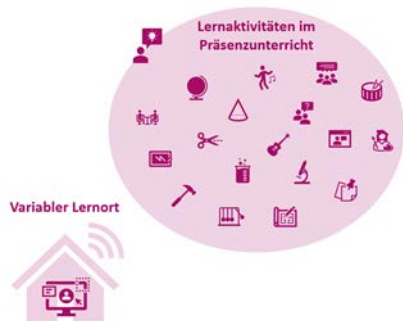 Lernaktivitäten im
Präsenzunterricht
Variabler Lernort